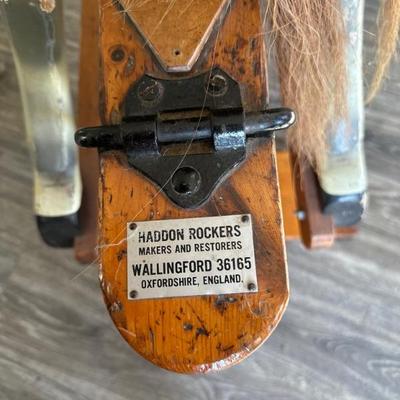 HADDON ROCKERS
MAKERS AND RESTORERS
WALLINGFORD 36165
OXFORDSHIRE, ENGLAND.